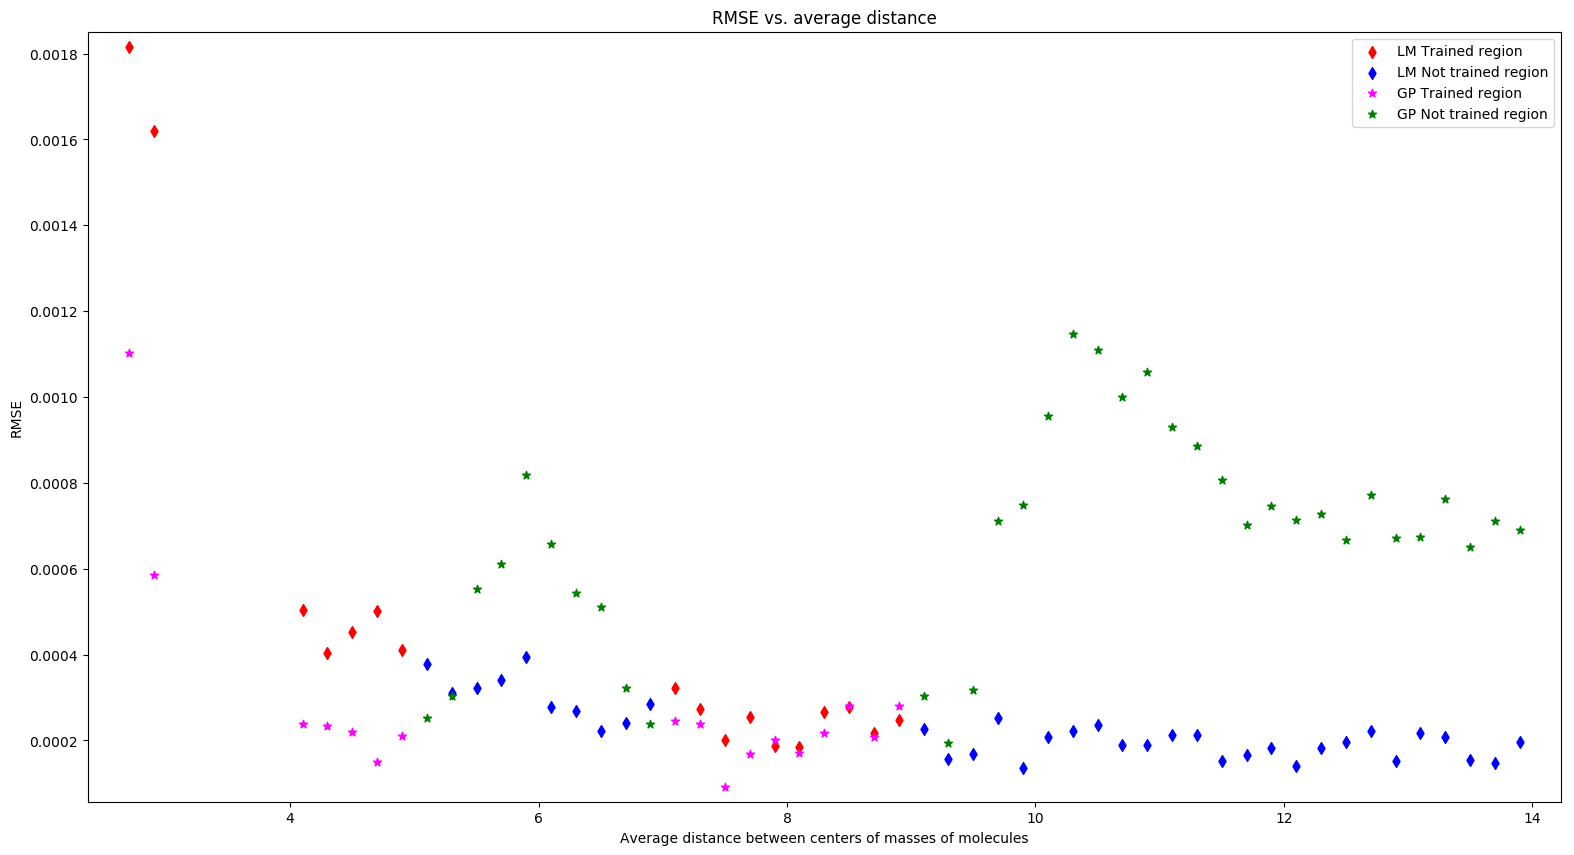 RMSE vs. average distance
LM Trained region
LM Not trained region
GP Trained region
GP Not trained region
RMSE
0.0018
0.0016
0.0014
0.0012
0.0010
0.0008
0.0006
0.0004
0.0002
4 6 8 10 12 14
Average distance between centers of masses of molecules